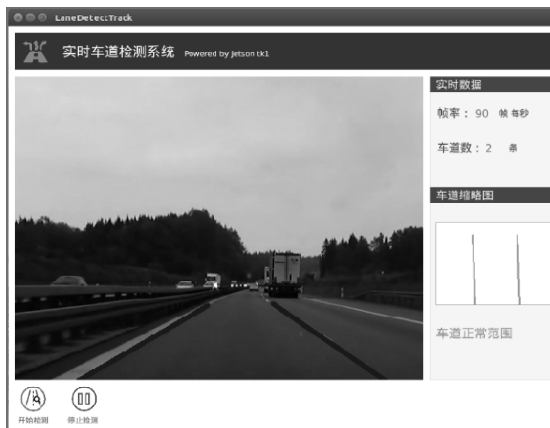 LaneDetectTrack
实时车道检测系统 Powered by Jetson tk1
实时数据
帧率：90 帧 每秒
车道数：2 条
车道缩略图
车道正常范围
开始检测 停止检测